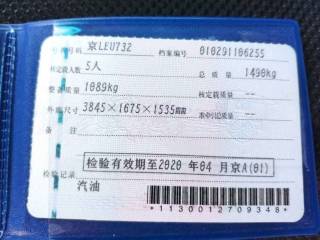 号牌号码 京LEU732 档案编号 010291106255
核定载人数 5人 总质量 1490kg
整备质量 1089kg 核定载质量 --
外廓尺寸 3845×1675×1535mm 准牵引总质量 --
备注
检验有效期至2020年04月京A(01)
检验记录
汽油
*1130012709348*